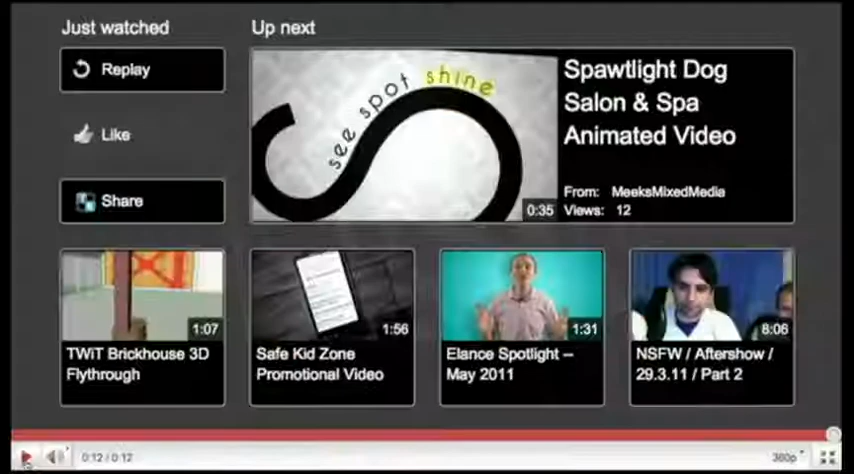 Just watched
Up next
Replay
Like
Share
see spot shine
0:35
Spawtlight Dog
Salon & Spa
Animated Video
From: MeeksMixedMedia
Views: 12
1:07
TWiT Brickhouse 3D
Flythrough
1:56
Safe Kid Zone
Promotional Video
1:31
Elance Spotlight --
May 2011
8:06
NSFW / Aftershow /
29.3.11 / Part 2
0:12 / 0:12
360p